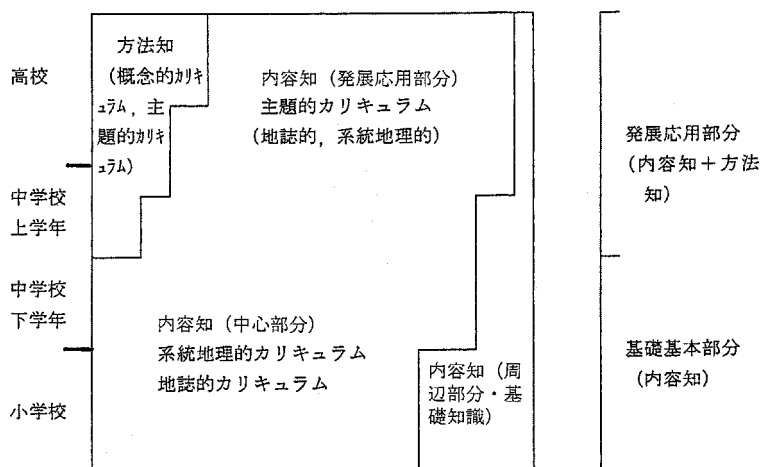 高校
中学校
上学年
中学校
下学年
小学校
方法知
（概念的ｶﾘｷ
ｭﾗﾑ，主
題的ｶﾘｷ
ｭﾗﾑ）
内容知（発展応用部分）
主題的カリキュラム
（地誌的，系統地理的）
内容知（中心部分）
系統地理的カリキュラム
地誌的カリキュラム
内容知（周
辺部分・基
礎知識）
発展応用部分
（内容知＋方法
知）
基礎基本部分
（内容知）